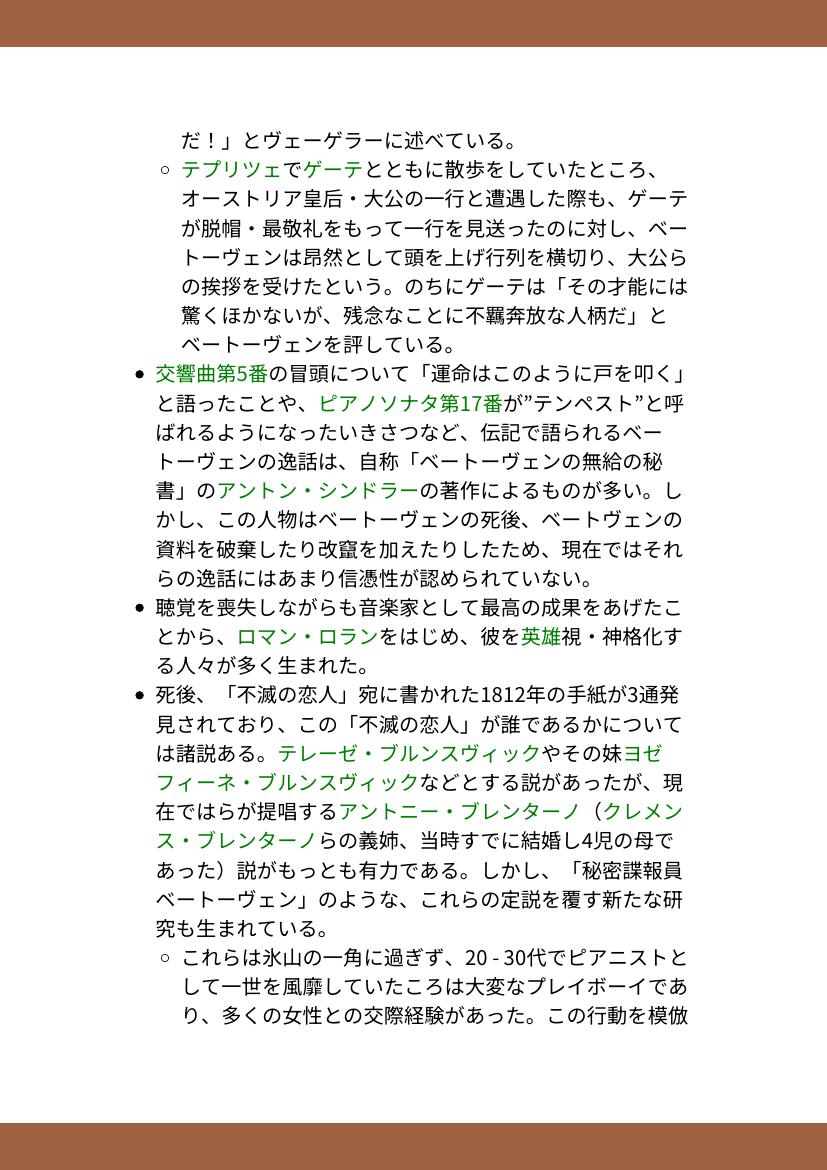 だ！」とヴェーゲラーに述べている。
テプリツェでゲーテとともに散歩をしていたところ、
オーストリア皇后・大公の一行と遭遇した際も、ゲーテ
が脱帽・最敬礼をもって一行を見送ったのに対し、ベー
トーヴェンは昂然として頭を上げ行列を横切り、大公ら
の挨拶を受けたという。のちにゲーテは「その才能には
驚くほかないが、残念なことに不羈奔放な人柄だ」と
ベートーヴェンを評している。
交響曲第5番の冒頭について「運命はこのように戸を叩く」
と語ったことや、ピアノソナタ第17番が”テンペスト”と呼
ばれるようになったいきさつなど、伝記で語られるベー
トーヴェンの逸話は、自称「ベートーヴェンの無給の秘
書」のアントン・シンドラーの著作によるものが多い。し
かし、この人物はベートーヴェンの死後、ベートヴェンの
資料を破棄したり改竄を加えたりしたため、現在ではそれ
らの逸話にはあまり信憑性が認められていない。
聴覚を喪失しながらも音楽家として最高の成果をあげたこ
とから、ロマン・ロランをはじめ、彼を英雄視・神格化す
る人々が多く生まれた。
死後、「不滅の恋人」宛に書かれた1812年の手紙が3通発
見されており、この「不滅の恋人」が誰であるかについて
は諸説ある。テレーゼ・ブルンスヴィックやその妹ヨゼ
フィーネ・ブルンスヴィックなどとする説があったが、現
在ではらが提唱するアントニー・ブレンターノ（クレメン
ス・ブレンターノらの義姉、当時すでに結婚し4児の母で
あった）説がもっとも有力である。しかし、「秘密諜報員
ベートーヴェン」のような、これらの定説を覆す新たな研
究も生まれている。
これらは氷山の一角に過ぎず、20 - 30代でピアニストと
して一世を風靡していたころは大変なプレイボーイであ
り、多くの女性との交際経験があった。この行動を模倣